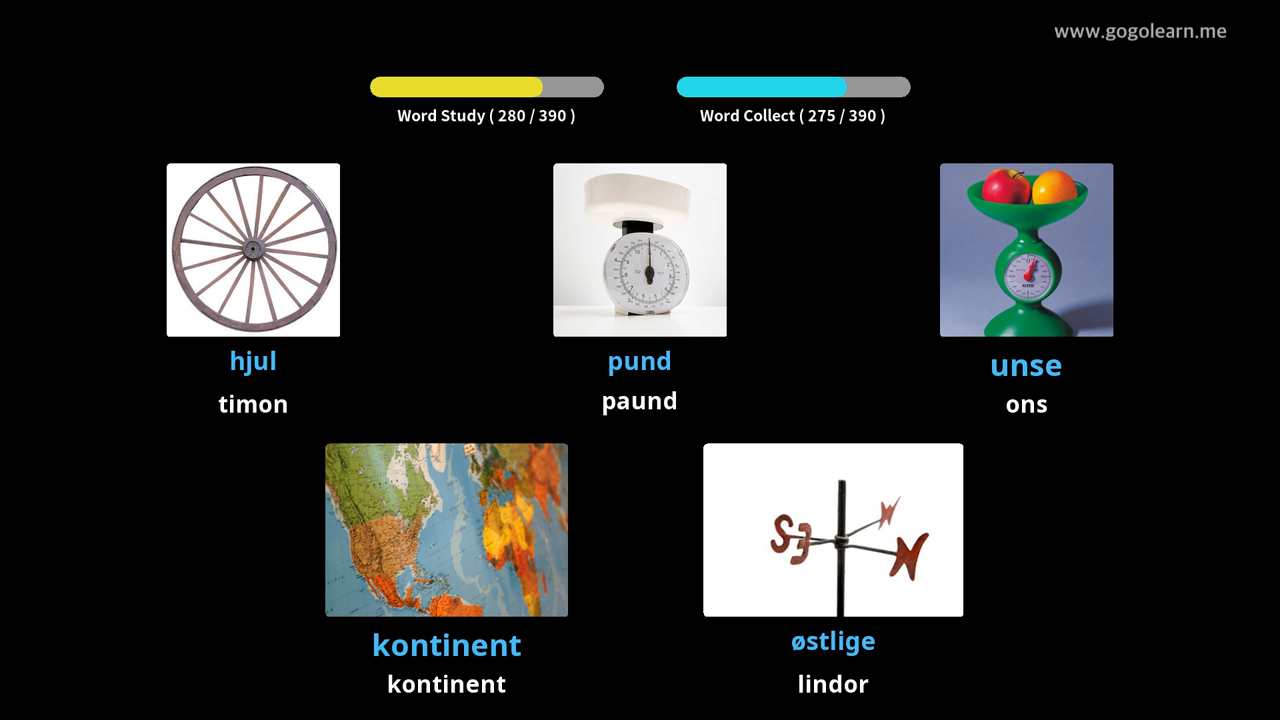 www.gogolearn.me
Word Study ( 280 / 390 )
Word Collect ( 275 / 390 )
hjul
pund
unse
timon
paund
ons
kontinent
østlige
kontinent
lindor